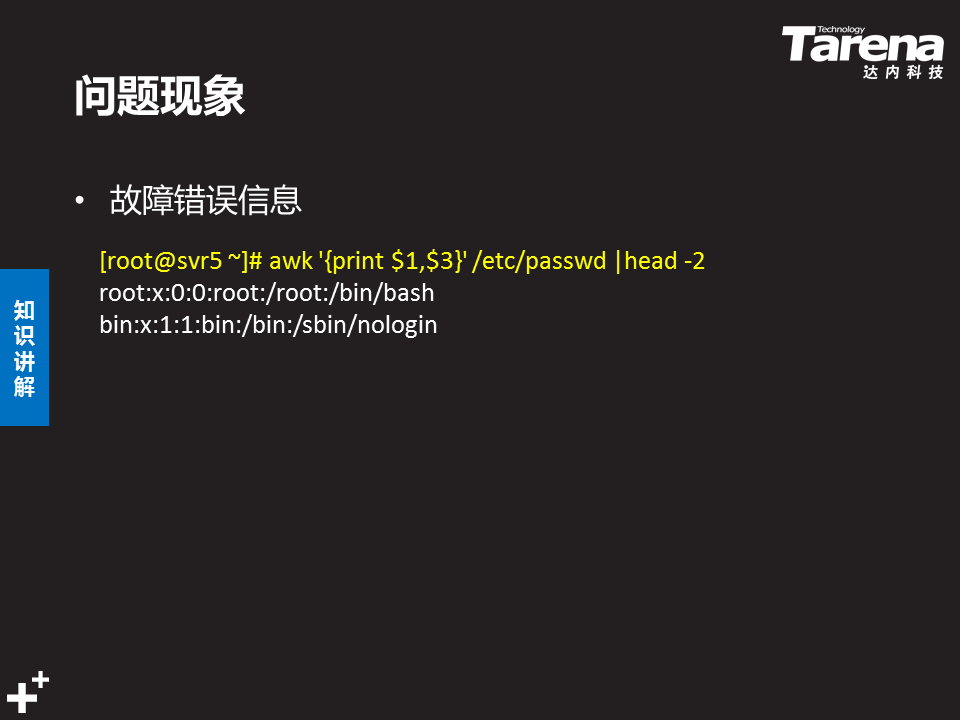 Technology
Tarena
达内科技
问题现象
• 故障错误信息
[root@svr5 ~]# awk '{print $1,$3}' /etc/passwd |head -2
root:x:0:0:root:/root:/bin/bash
bin:x:1:1:bin:/bin:/sbin/nologin
知识讲解